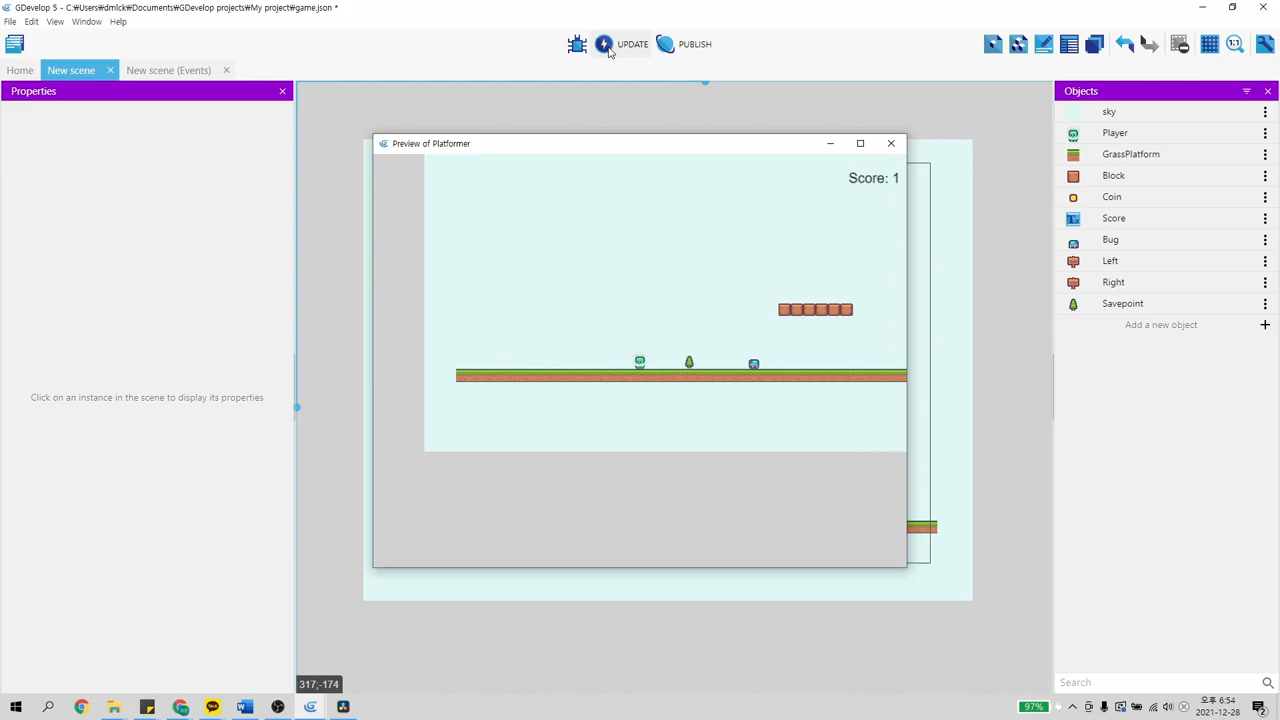 GDevelop 5 - C:₩Users₩dmlck₩Documents₩GDevelop projects₩My project₩game.json *
File Edit View Window Help
UPDATE PUBLISH
Home New scene New scene (Events)
Properties
Click on an instance in the scene to display its properties
Preview of Platformer
Score: 1
317;-174
Objects
sky
Player
GrassPlatform
Block
Coin
Score
Bug
Left
Right
Savepoint
Add a new object
Search
97%
오후 6:54
2021-12-28